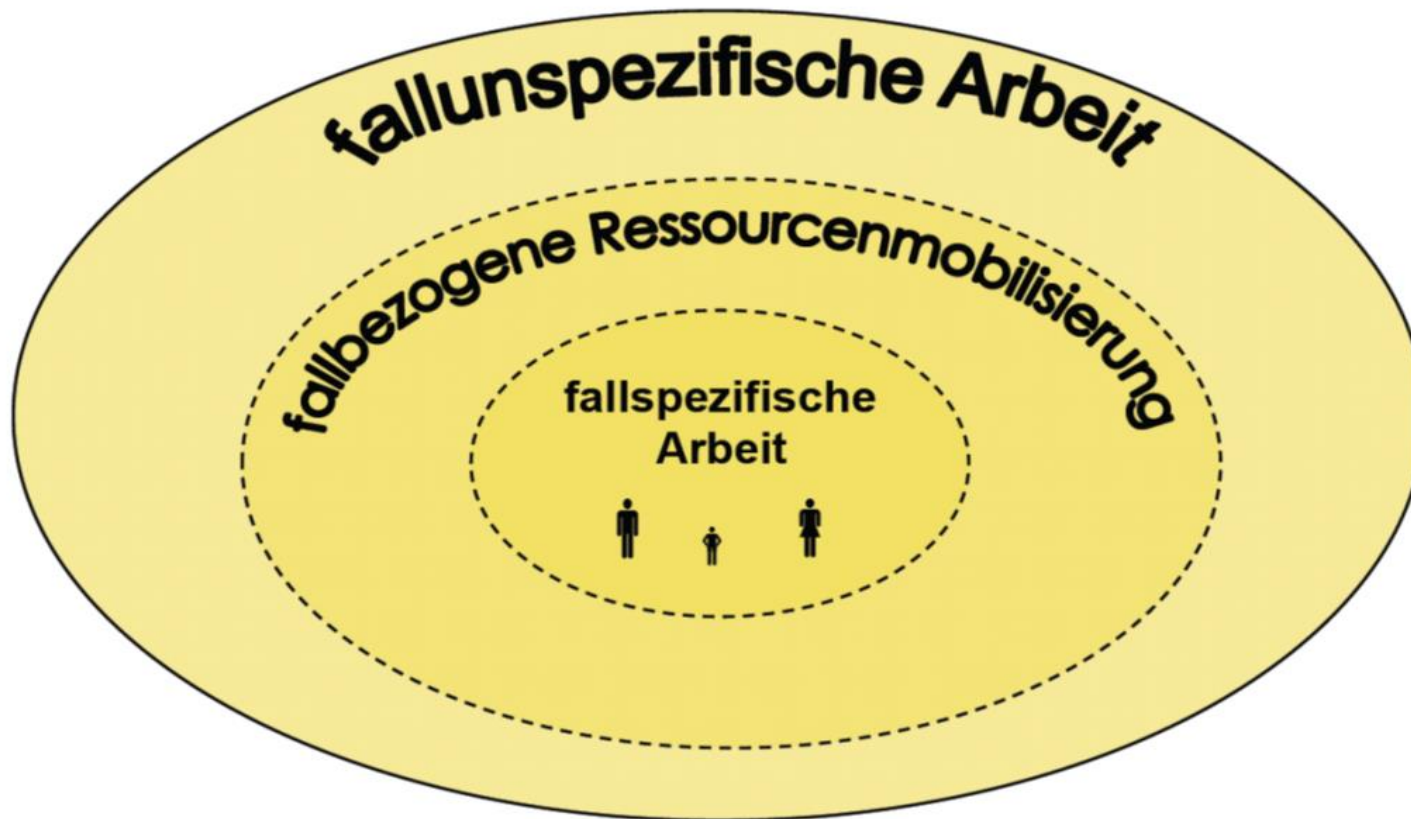 fallunspezifische Arbeit
fallbezogene Ressourcenmobilisierung
fallspezifische
Arbeit